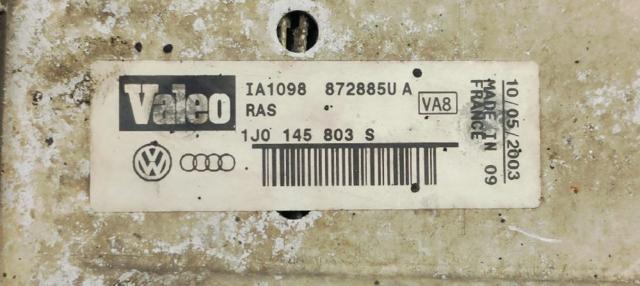 Valeo
IA1098 872885U A
RAS
VA8
1J0 145 803 S
10/05/2003
MADE IN 09
FRANCE